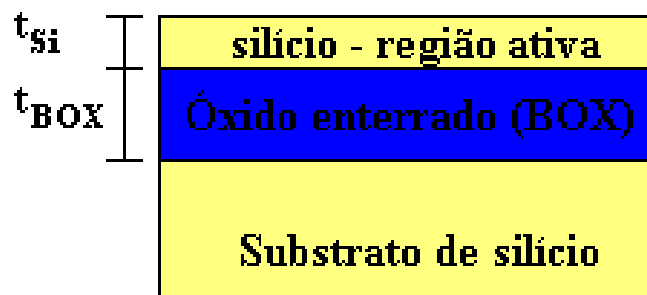 tSi
silício - região ativa
tBOX
Óxido enterrado (BOX)
Substrato de silício